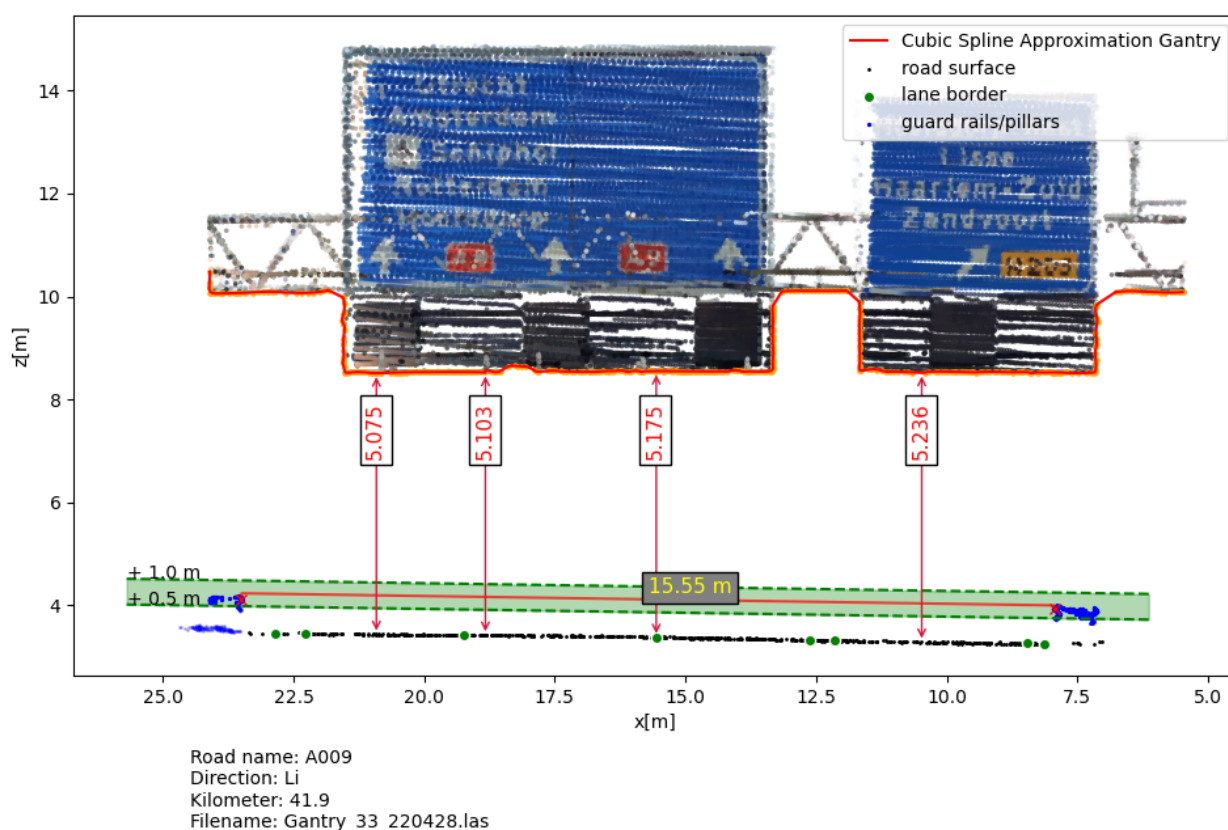 Cubic Spline Approximation Gantry
road surface
lane border
guard rails/pillars
14
12
10
8
6
4
z[m]
Utrecht
Amsterdam
Schiphol
Rotterdam
A9
Lisse
Haarlem-Zuid
Zandvoort
5.075
5.103
5.175
5.236
+ 1.0 m
+ 0.5 m
15.55 m
25.0
22.5
20.0
17.5
15.0
12.5
10.0
7.5
5.0
x[m]
Road name: A009
Direction: Li
Kilometer: 41.9
Filename: Gantry_33_220428.las